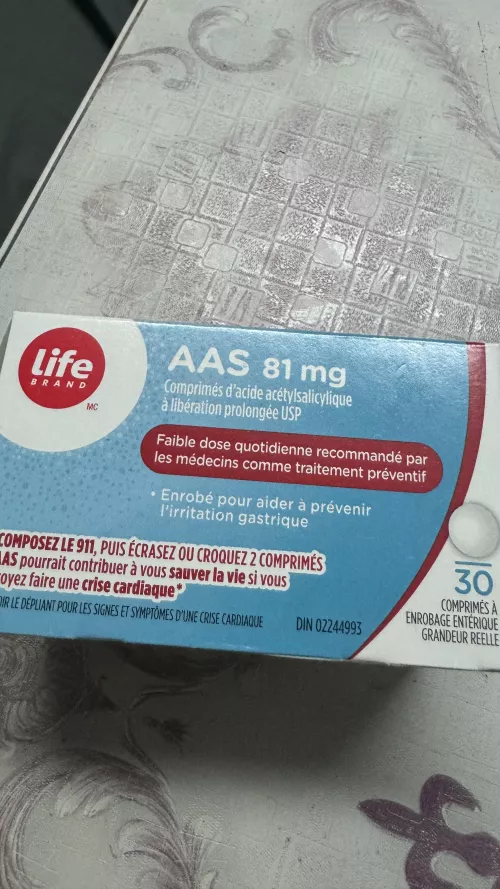 Life
BRAND
MC
AAS 81 mg
Comprimés d'acide acétylsalicylique
à libération prolongée USP
Faible dose quotidienne recommandé par
les médecins comme traitement préventif
• Enrobé pour aider à prévenir
l'irritation gastrique
COMPOSEZ LE 911, PUIS ÉCRASEZ OU CROQUEZ 2 COMPRIMÉS
AAS pourrait contribuer à vous sauver la vie si vous
faire une crise cardiaque*
LE DÉPLIANT POUR LES SIGNES ET SYMPTÔMES D'UNE CRISE CARDIAQUE
DIN 02244993
30
COMPRIMÉS À
ENROBAGE ENTÉRIQUE
GRANDEUR REELLE